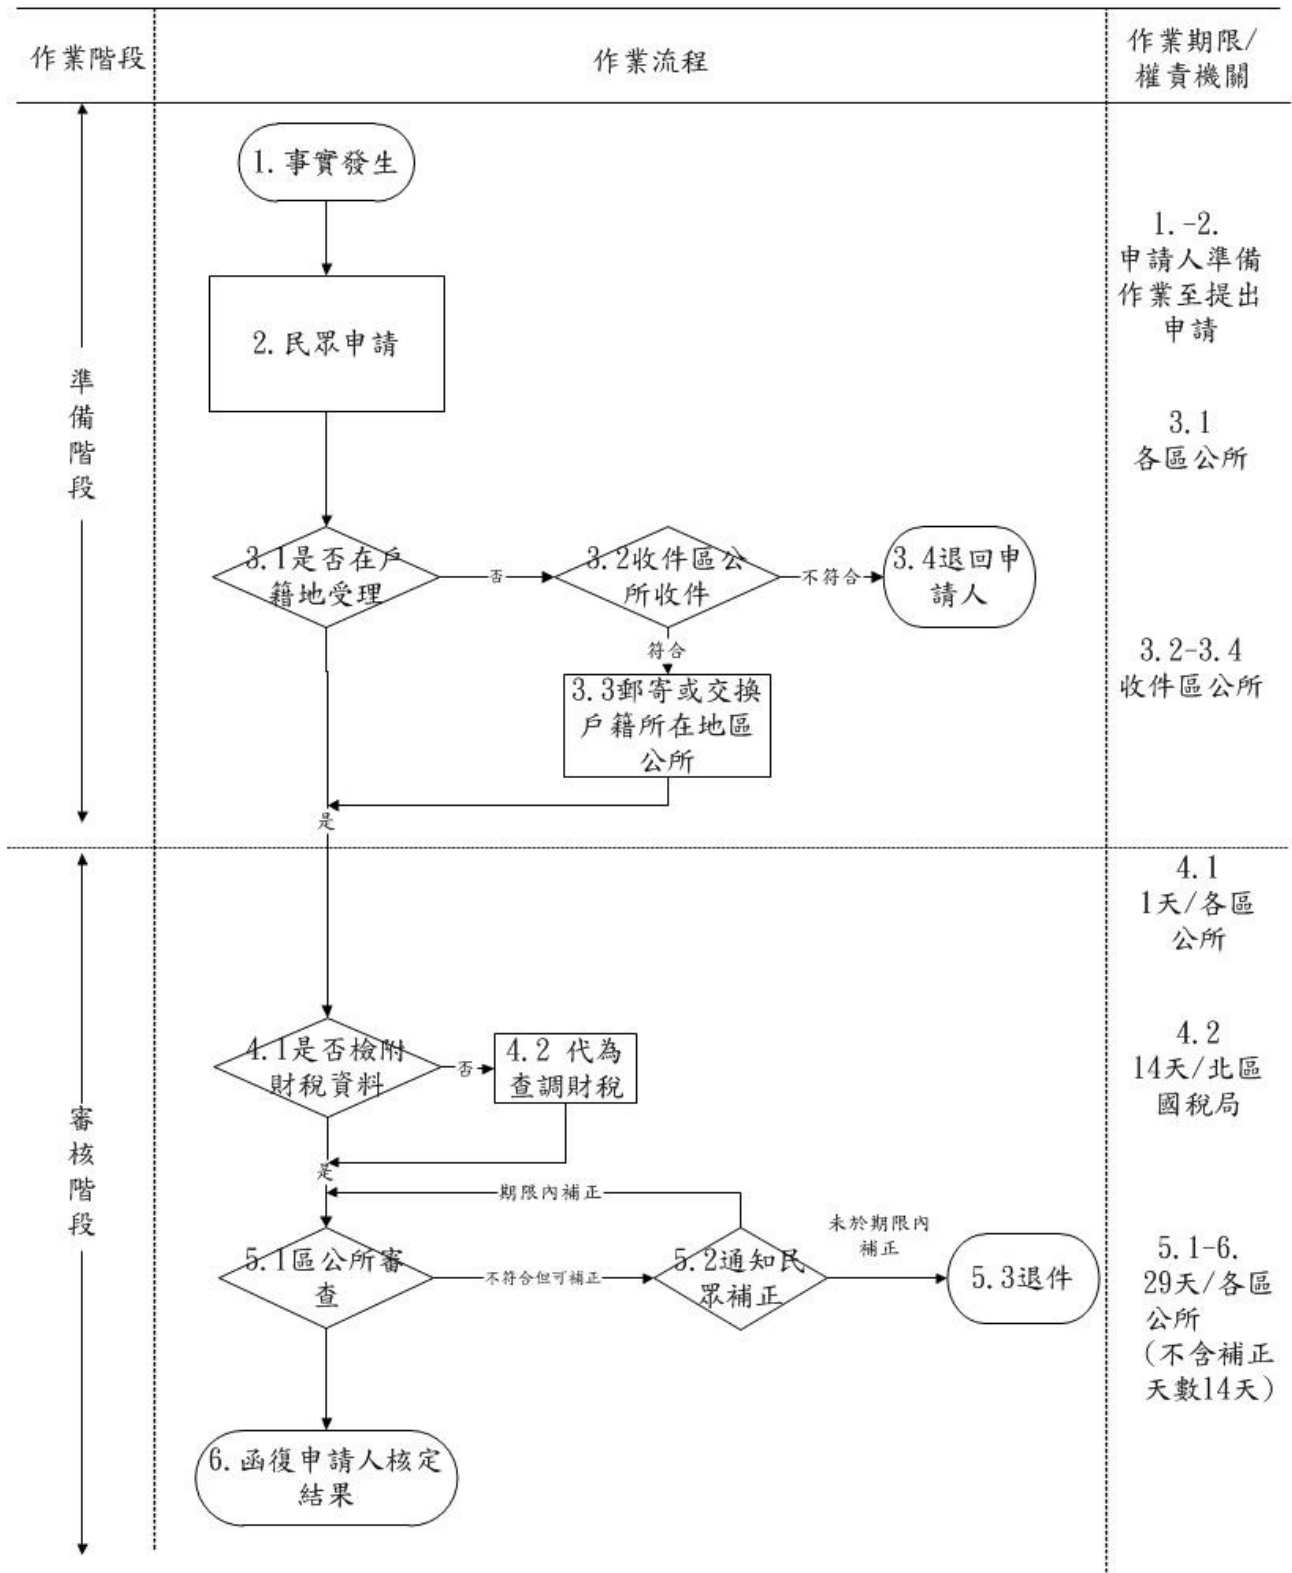 作業階段
作業流程
作業期限/
權責機關
準
備
階
段
1.事實發生
2.民眾申請
3.1是否在戶
籍地受理
否
3.2收件區公
所收件
不符合
3.4退回申
請人
符合
3.3郵寄或交換
戶籍所在地區
公所
是
1.-2.
申請人準備
作業至提出
申請
3.1
各區公所
3.2-3.4
收件區公所
審
核
階
段
4.1是否檢附
財稅資料
否
4.2 代為
查調財稅
是
期限內補正
5.1區公所審
查
不符合但可補正
5.2通知民
眾補正
未於期限內
補正
5.3退件
6.函復申請人核定
結果
4.1
1天/各區
公所
4.2
14天/北區
國稅局
5.1-6.
29天/各區
公所
(不含補正
天數14天)